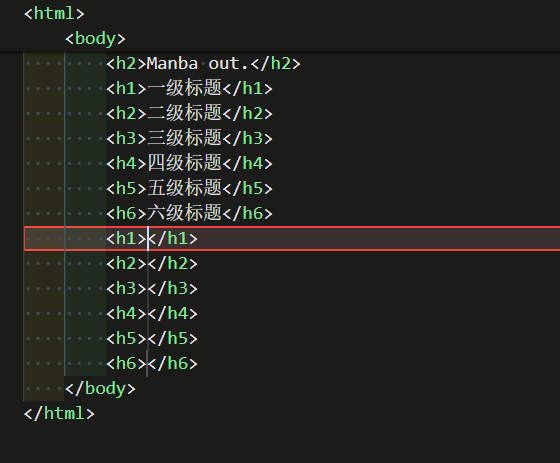 <html>
<body>
<h2>Manba out.</h2>
<h1>一级标题</h1>
<h2>二级标题</h2>
<h3>三级标题</h3>
<h4>四级标题</h4>
<h5>五级标题</h5>
<h6>六级标题</h6>
<h1></h1>
<h2></h2>
<h3></h3>
<h4></h4>
<h5></h5>
<h6></h6>
</body>
</html>